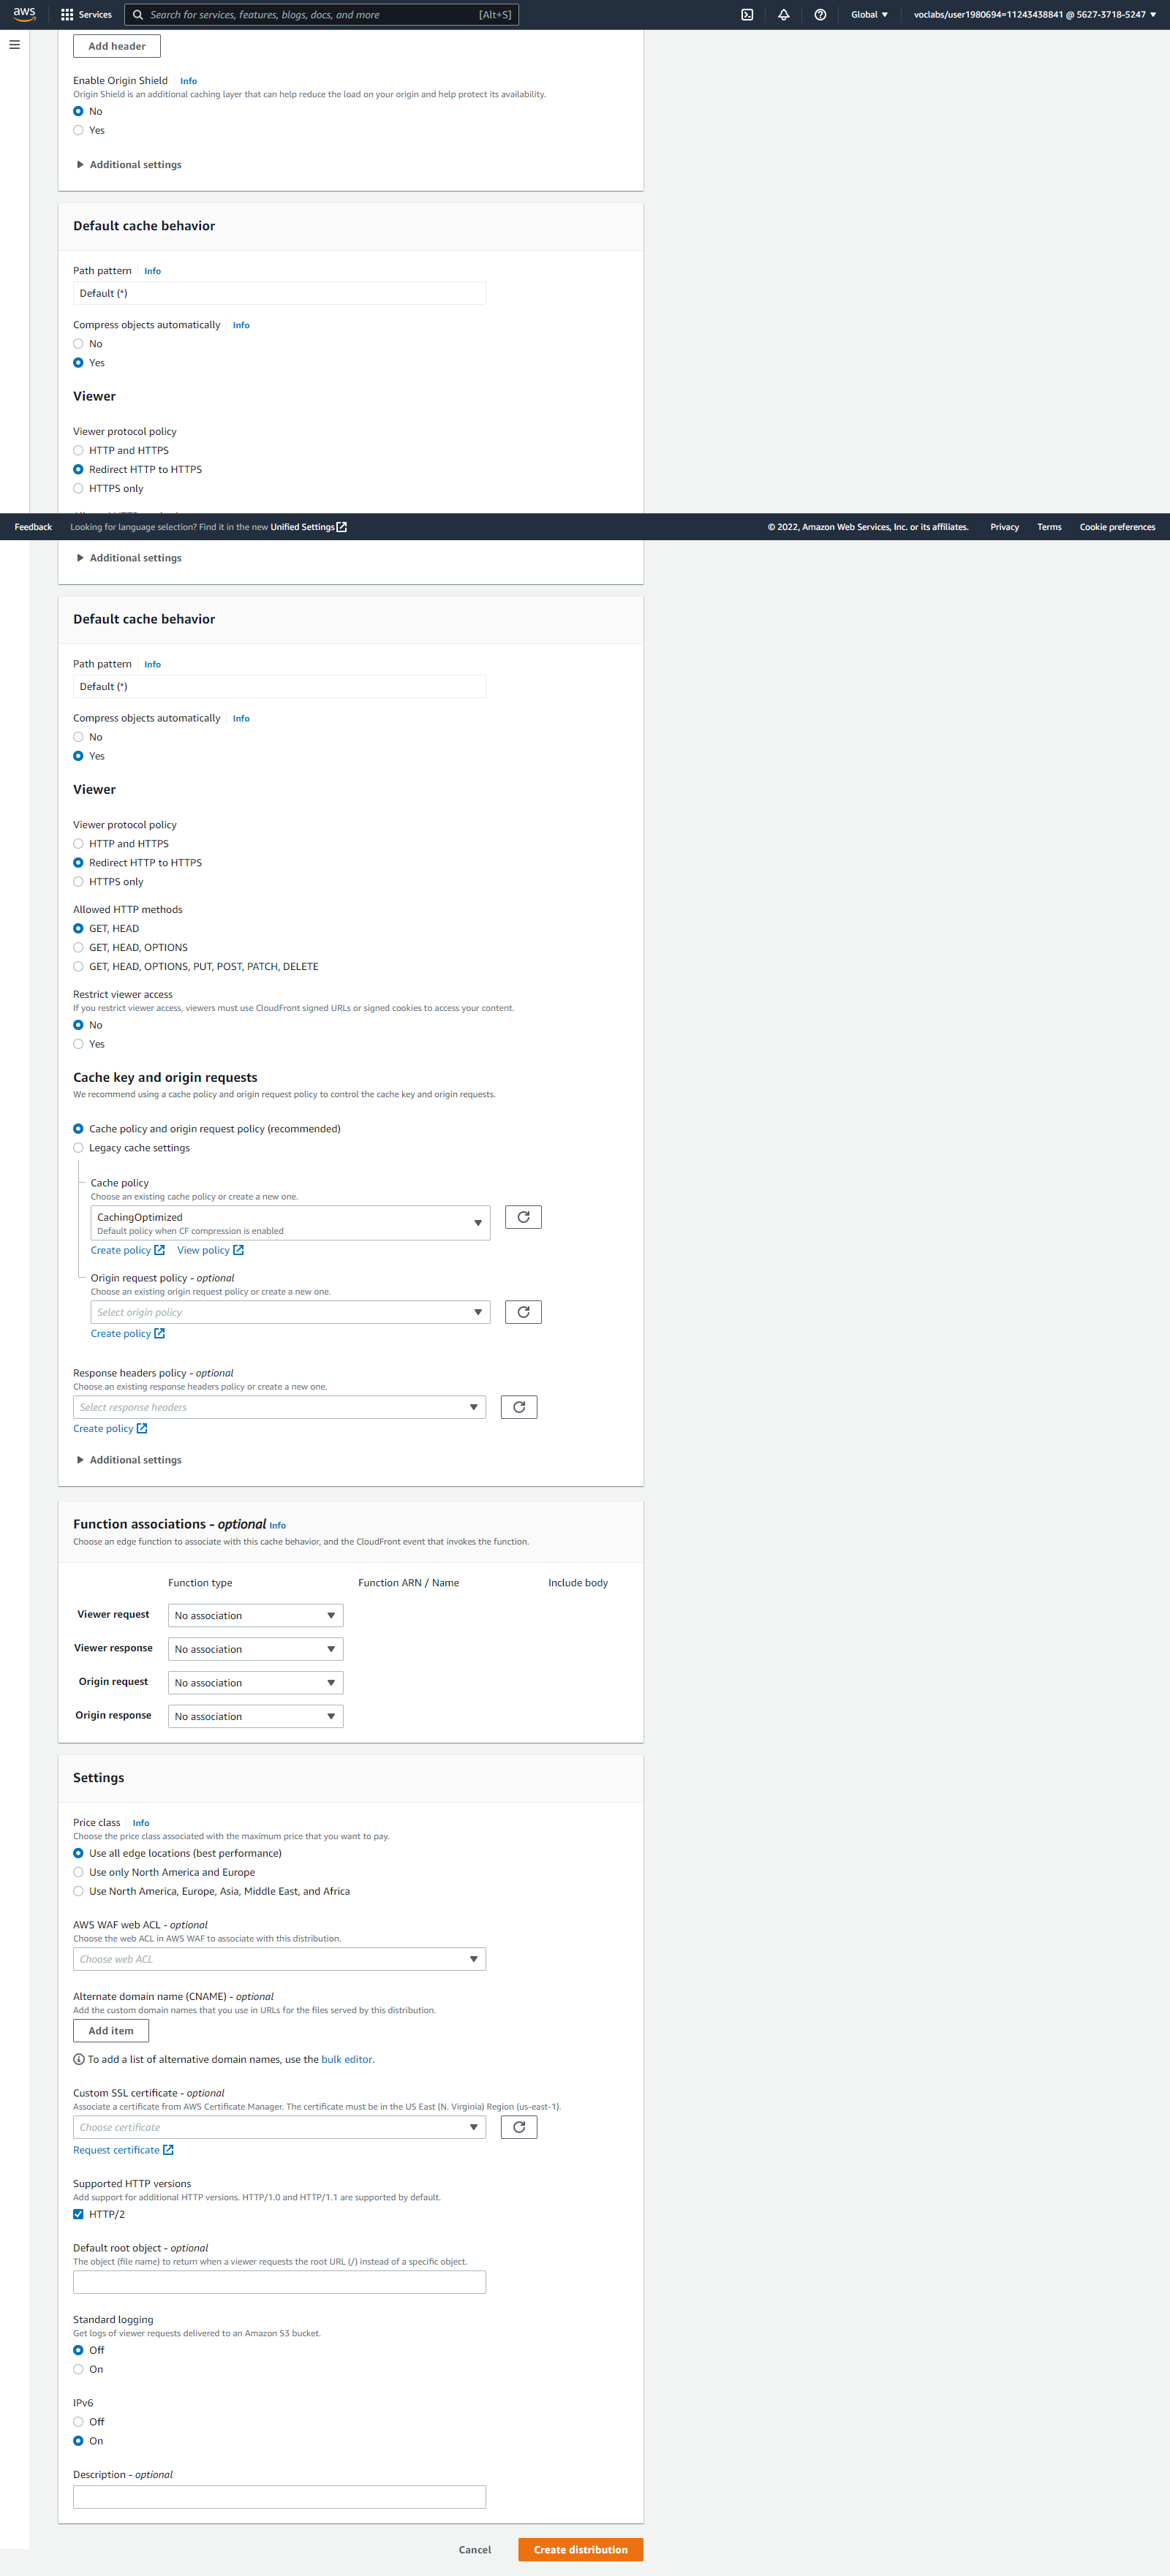 aws
Services
Search for services, features, blogs, docs, and more
[Alt+S]
Global
voclabs/user1980694=11243438841 @ 5627-3718-5247
Add header
Enable Origin Shield
Info
Origin Shield is an additional caching layer that can help reduce the load on your origin and help protect its availability.
No
Yes
Additional settings
Default cache behavior
Path pattern
Info
Default (*)
Compress objects automatically
Info
No
Yes
Viewer
Viewer protocol policy
HTTP and HTTPS
Redirect HTTP to HTTPS
HTTPS only
Feedback
Looking for language selection? Find it in the new Unified Settings
© 2022, Amazon Web Services, Inc. or its affiliates.
Privacy
Terms
Cookie preferences
Additional settings
Default cache behavior
Path pattern
Info
Default (*)
Compress objects automatically
Info
No
Yes
Viewer
Viewer protocol policy
HTTP and HTTPS
Redirect HTTP to HTTPS
HTTPS only
Allowed HTTP methods
GET, HEAD
GET, HEAD, OPTIONS
GET, HEAD, OPTIONS, PUT, POST, PATCH, DELETE
Restrict viewer access
If you restrict viewer access, viewers must use CloudFront signed URLs or signed cookies to access your content.
No
Yes
Cache key and origin requests
We recommend using a cache policy and origin request policy to control the cache key and origin requests.
Cache policy and origin request policy (recommended)
Legacy cache settings
Cache policy
Choose an existing cache policy or create a new one.
CachingOptimized
Default policy when CF compression is enabled
Create policy
View policy
Origin request policy - optional
Choose an existing origin request policy or create a new one.
Select origin policy
Create policy
Response headers policy - optional
Choose an existing response headers policy or create a new one.
Select response headers
Create policy
Additional settings
Function associations - optional Info
Choose an edge function to associate with this cache behavior, and the CloudFront event that invokes the function.
Function type
Function ARN / Name
Include body
Viewer request
No association
Viewer response
No association
Origin request
No association
Origin response
No association
Settings
Price class
Info
Choose the price class associated with the maximum price that you want to pay.
Use all edge locations (best performance)
Use only North America and Europe
Use North America, Europe, Asia, Middle East, and Africa
AWS WAF web ACL - optional
Choose the web ACL in AWS WAF to associate with this distribution.
Choose web ACL
Alternate domain name (CNAME) - optional
Add the custom domain names that you use in URLs for the files served by this distribution.
Add item
To add a list of alternative domain names, use the bulk editor.
Custom SSL certificate - optional
Associate a certificate from AWS Certificate Manager. The certificate must be in the US East (N. Virginia) Region (us-east-1).
Choose certificate
Request certificate
Supported HTTP versions
Add support for additional HTTP versions. HTTP/1.0 and HTTP/1.1 are supported by default.
HTTP/2
Default root object - optional
The object (file name) to return when a viewer requests the root URL (/) instead of a specific object.
Standard logging
Get logs of viewer requests delivered to an Amazon S3 bucket.
Off
On
IPv6
Off
On
Description - optional
Cancel
Create distribution